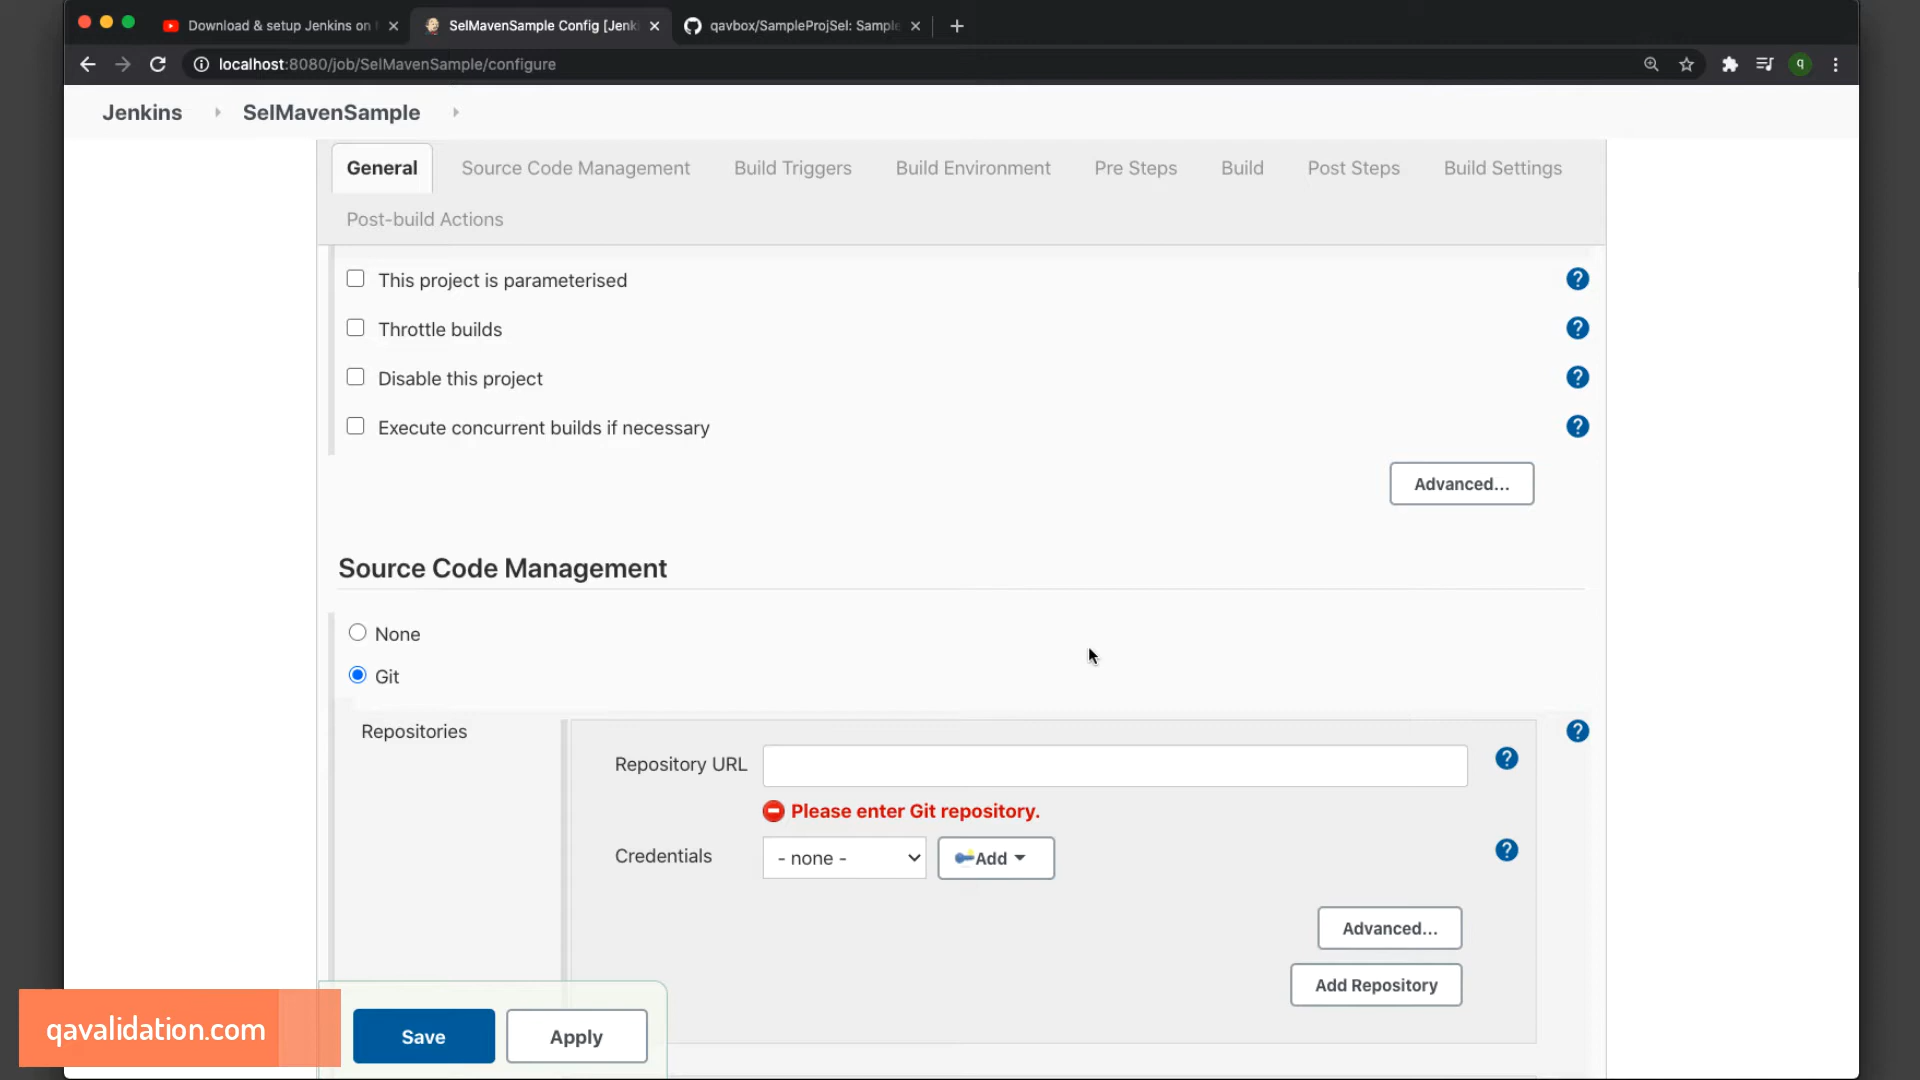 Download & setup Jenkins on
SelMavenSample Config [Jenki
qavbox/SampleProjSel: Sample
localhost:8080/job/SelMavenSample/configure
q
Jenkins
SelMavenSample
General
Source Code Management
Build Triggers
Build Environment
Pre Steps
Build
Post Steps
Build Settings
Post-build Actions
This project is parameterised
?
Throttle builds
?
Disable this project
?
Execute concurrent builds if necessary
?
Advanced...
Source Code Management
None
Git
Repositories
?
Repository URL
?
Please enter Git repository.
Credentials
- none -
Add
?
Advanced...
Add Repository
Save
Apply
qavalidation.com